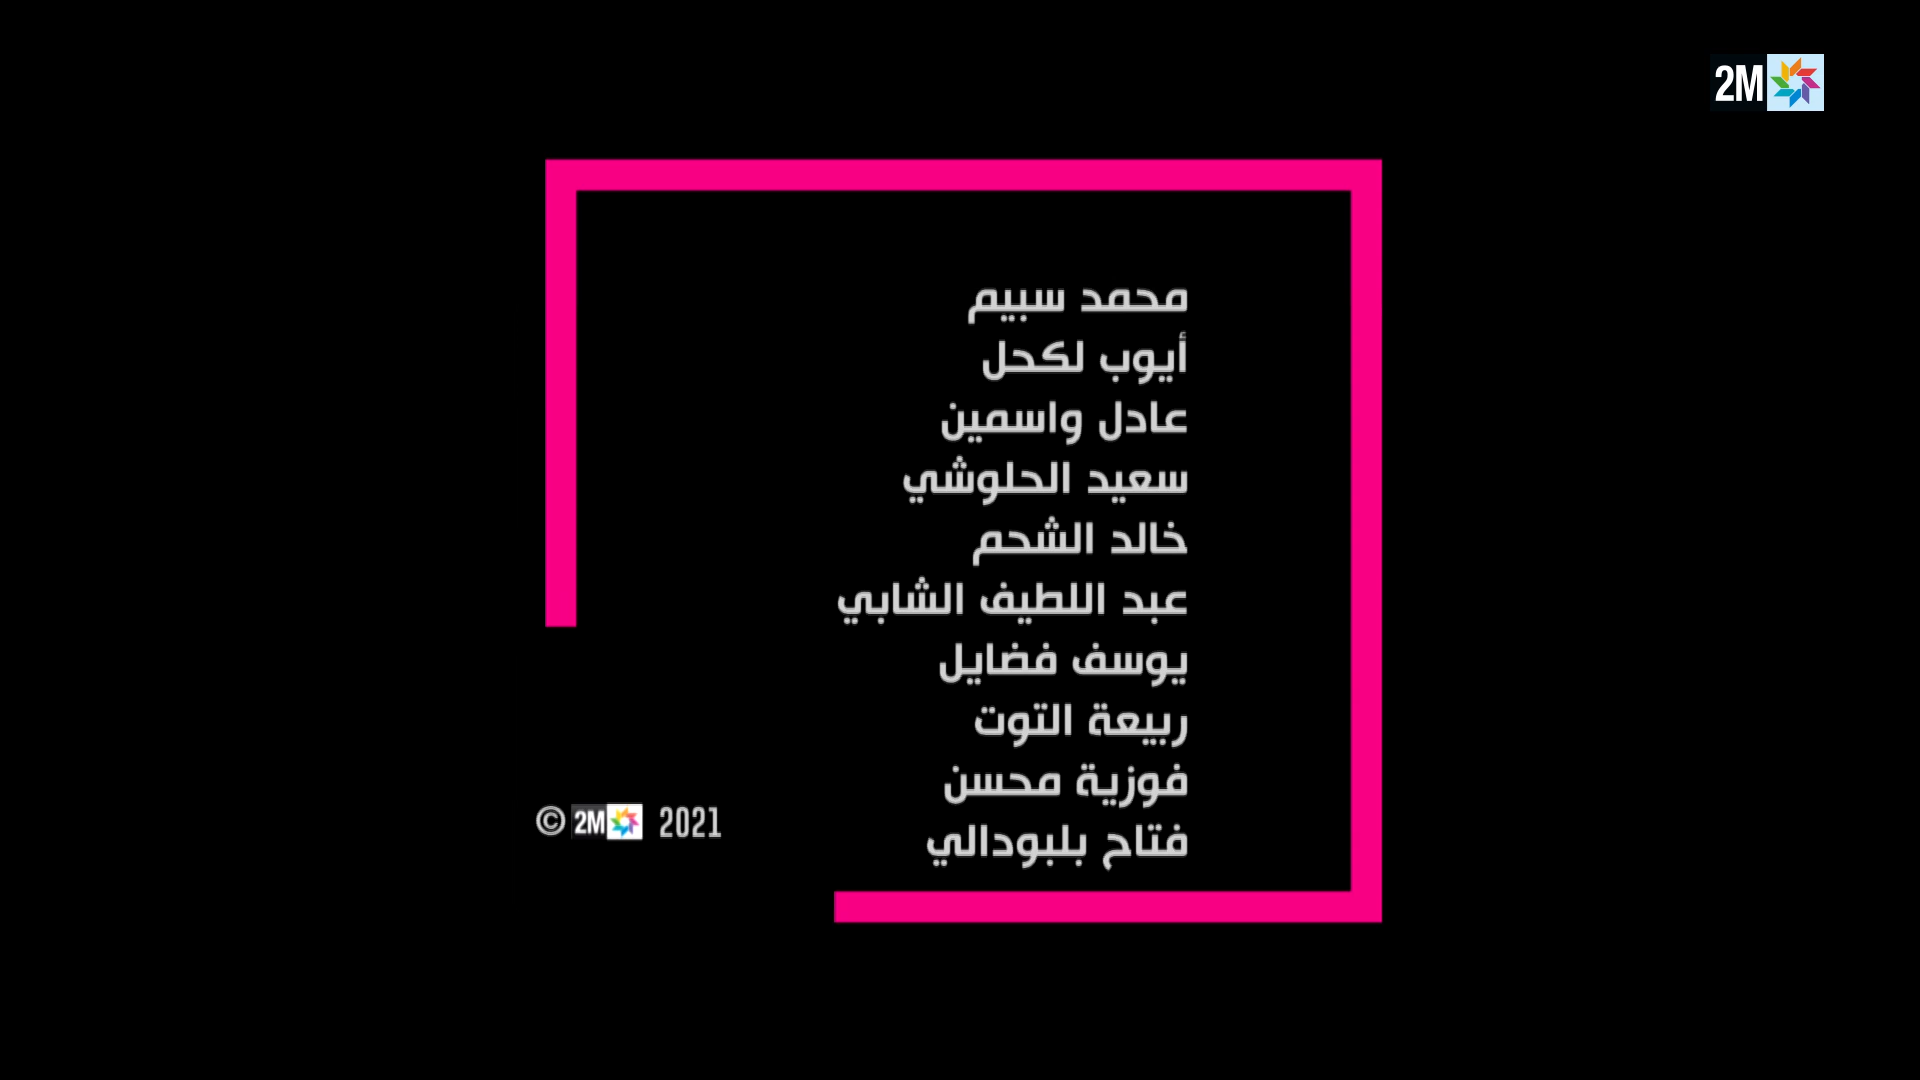 2M
محمد سبيم
أيوب لكحل
عادل واسمين
سعيد الحلوشي
خالد الشحم
عبد اللطيف الشابي
يوسف فضايل
ربيعة التوت
فوزية محسن
فتاح بلبودالي
© 2M 2021